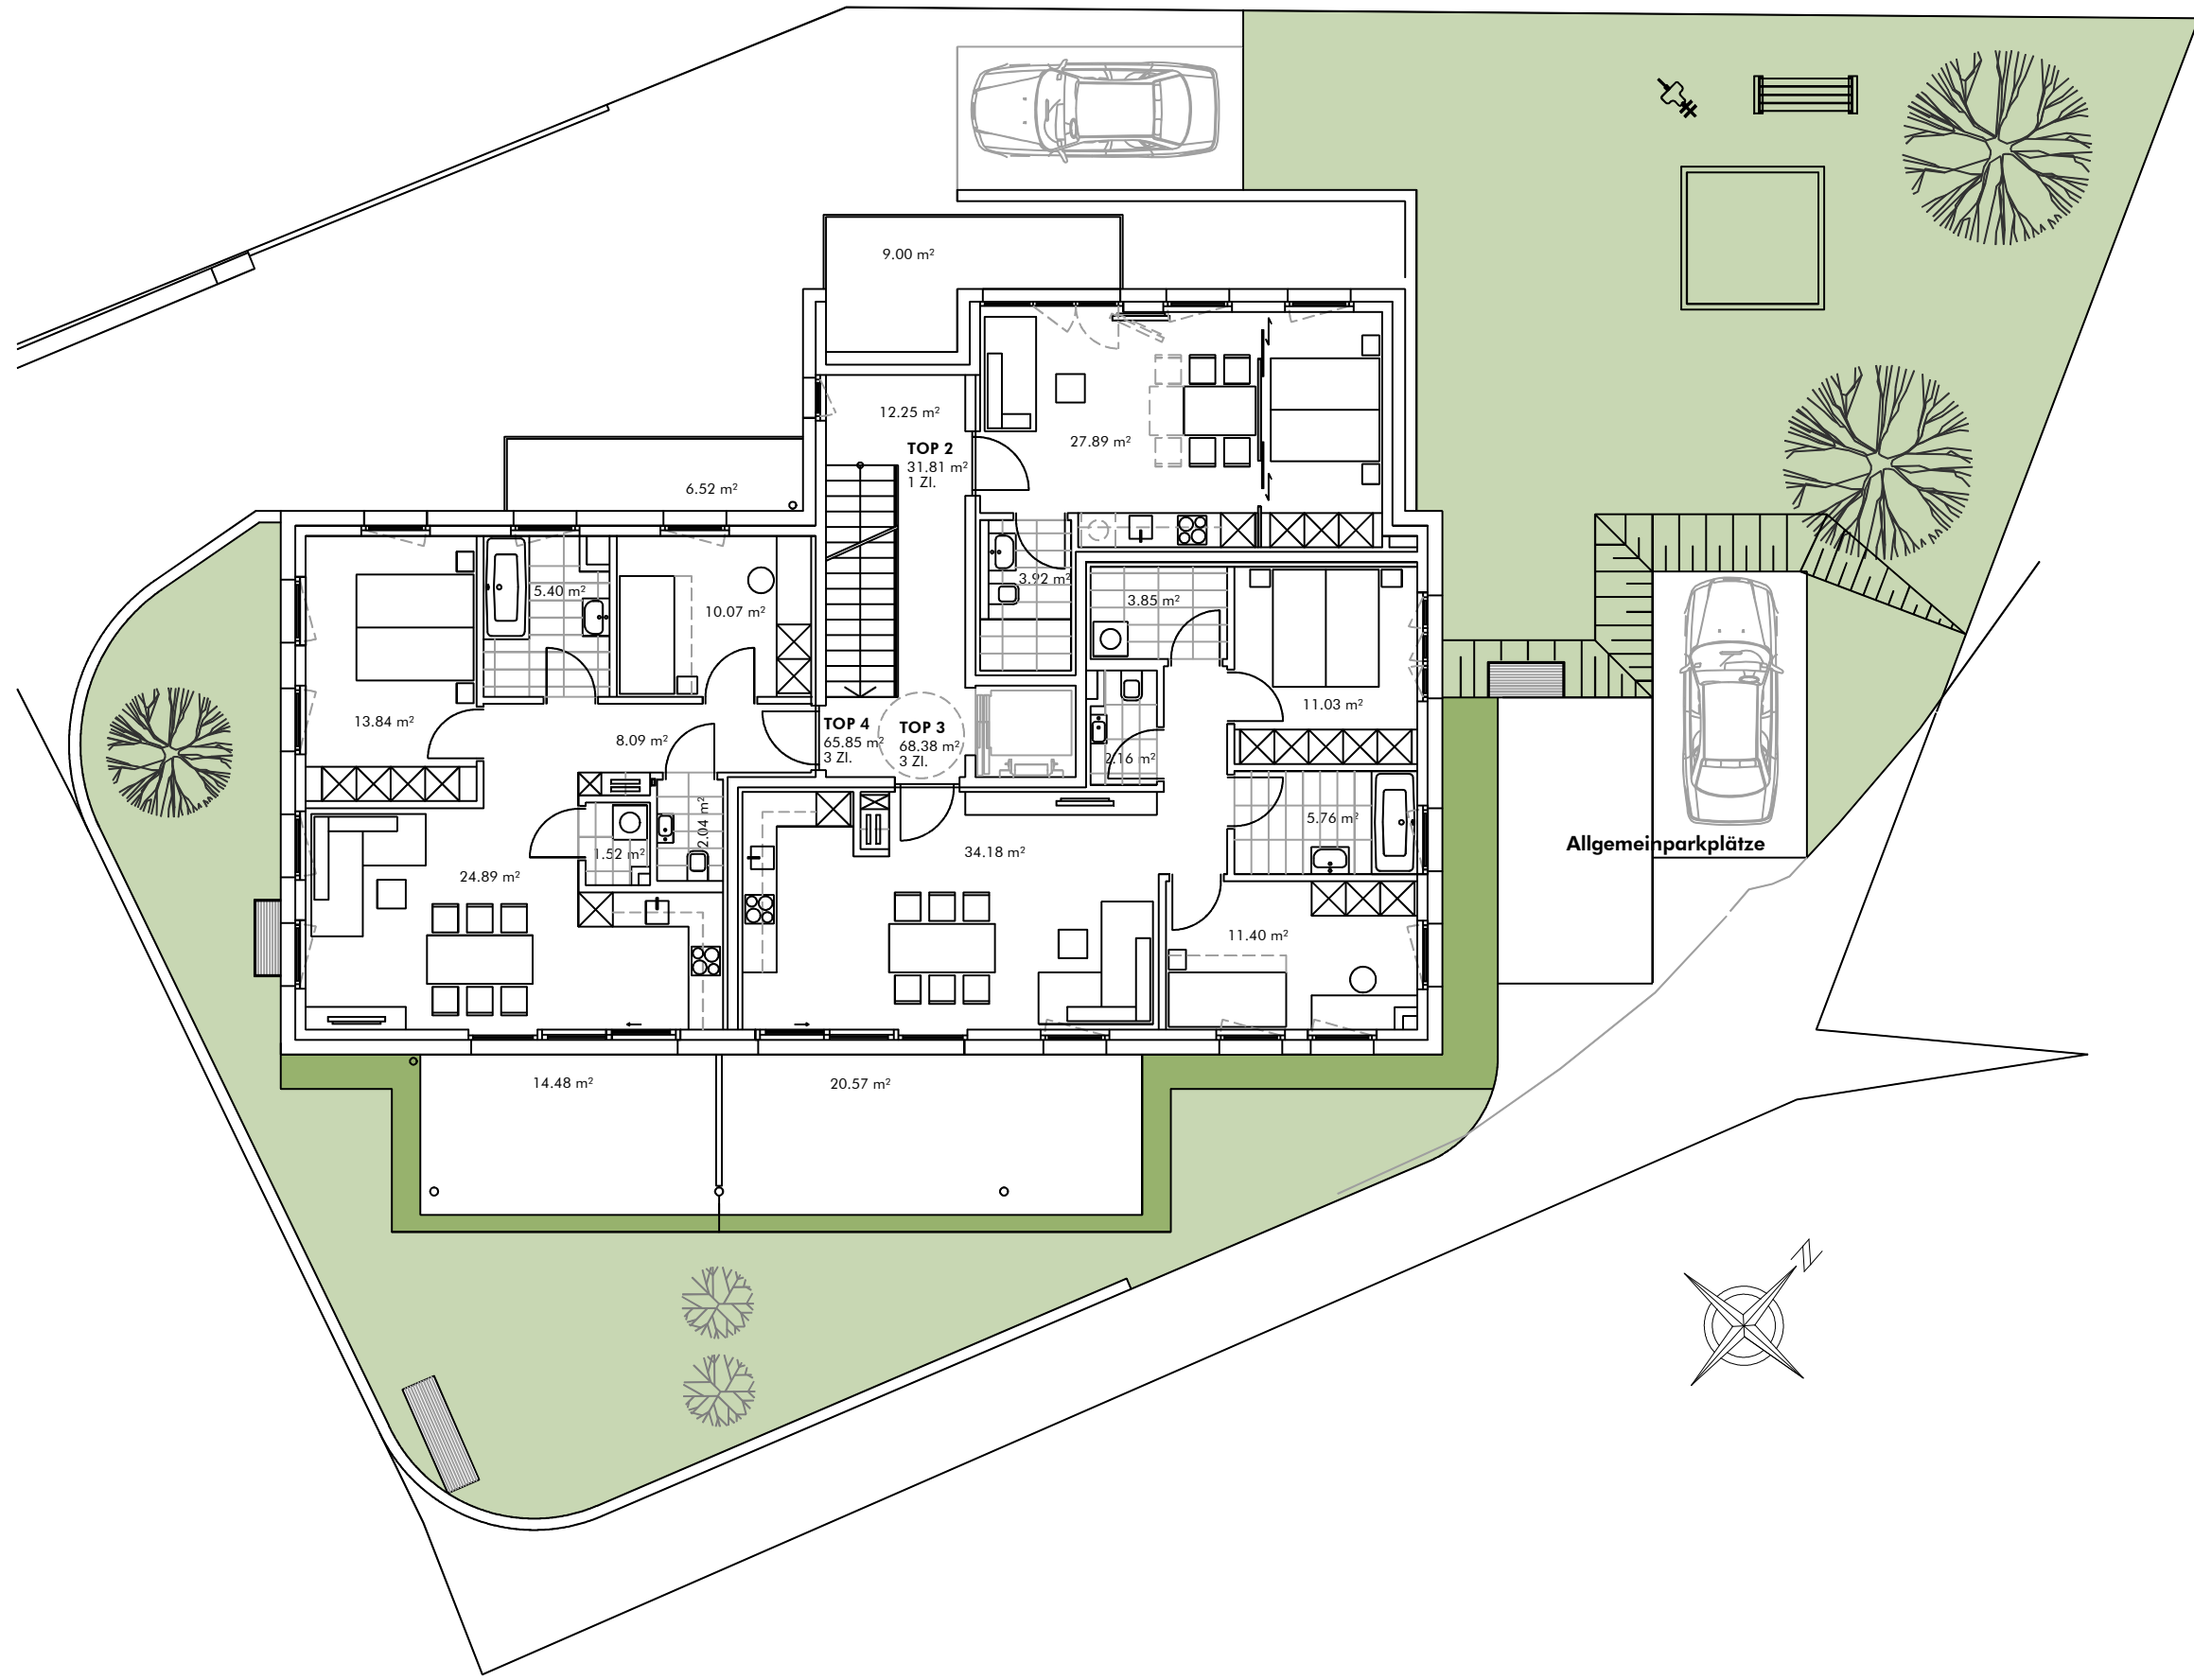 9.00 m²
12.25 m²
TOP 2
31.81 m²
1 ZI.
27.89 m²
6.52 m²
5.40 m²
3.92 m²
3.85 m²
10.07 m²
11.03 m²
13.84 m²
8.09 m²
TOP 4
65.85 m²
3 ZI.
TOP 3
68.38 m²
3 ZI.
2.16 m²
5.76 m²
2.04 m²
1.52 m²
34.18 m²
Allgemeinparkplätze
24.89 m²
11.40 m²
14.48 m²
20.57 m²
N